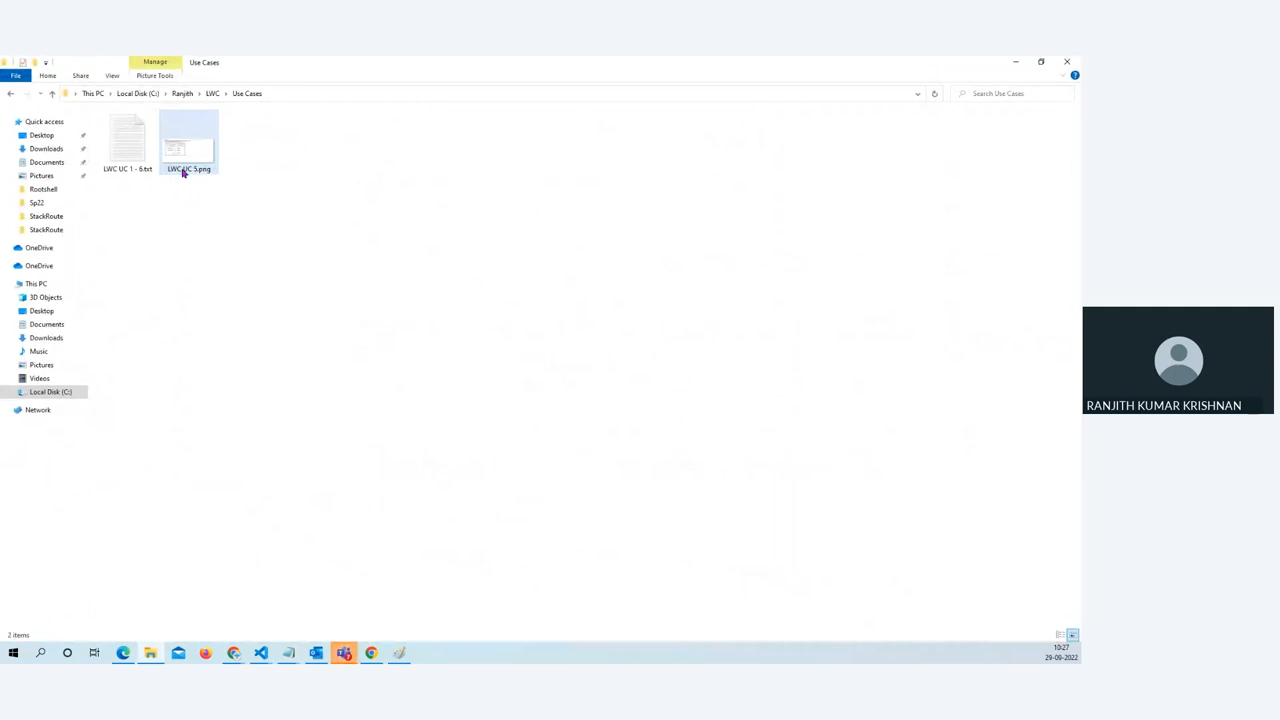 Manage
Use Cases
File
Home
Share
View
Picture Tools
This PC
Local Disk (C:)
Ranjith
LWC
Use Cases
Search Use Cases
Quick access
Desktop
Downloads
Documents
Pictures
Rootshell
Sp22
StackRoute
StackRoute
OneDrive
OneDrive
This PC
3D Objects
Desktop
Documents
Downloads
Music
Pictures
Videos
Local Disk (C:)
Network
LWC UC 1 - 6.txt
LWC UC 5.png
RANJITH KUMAR KRISHNAN
2 items
10:27
29-09-2022